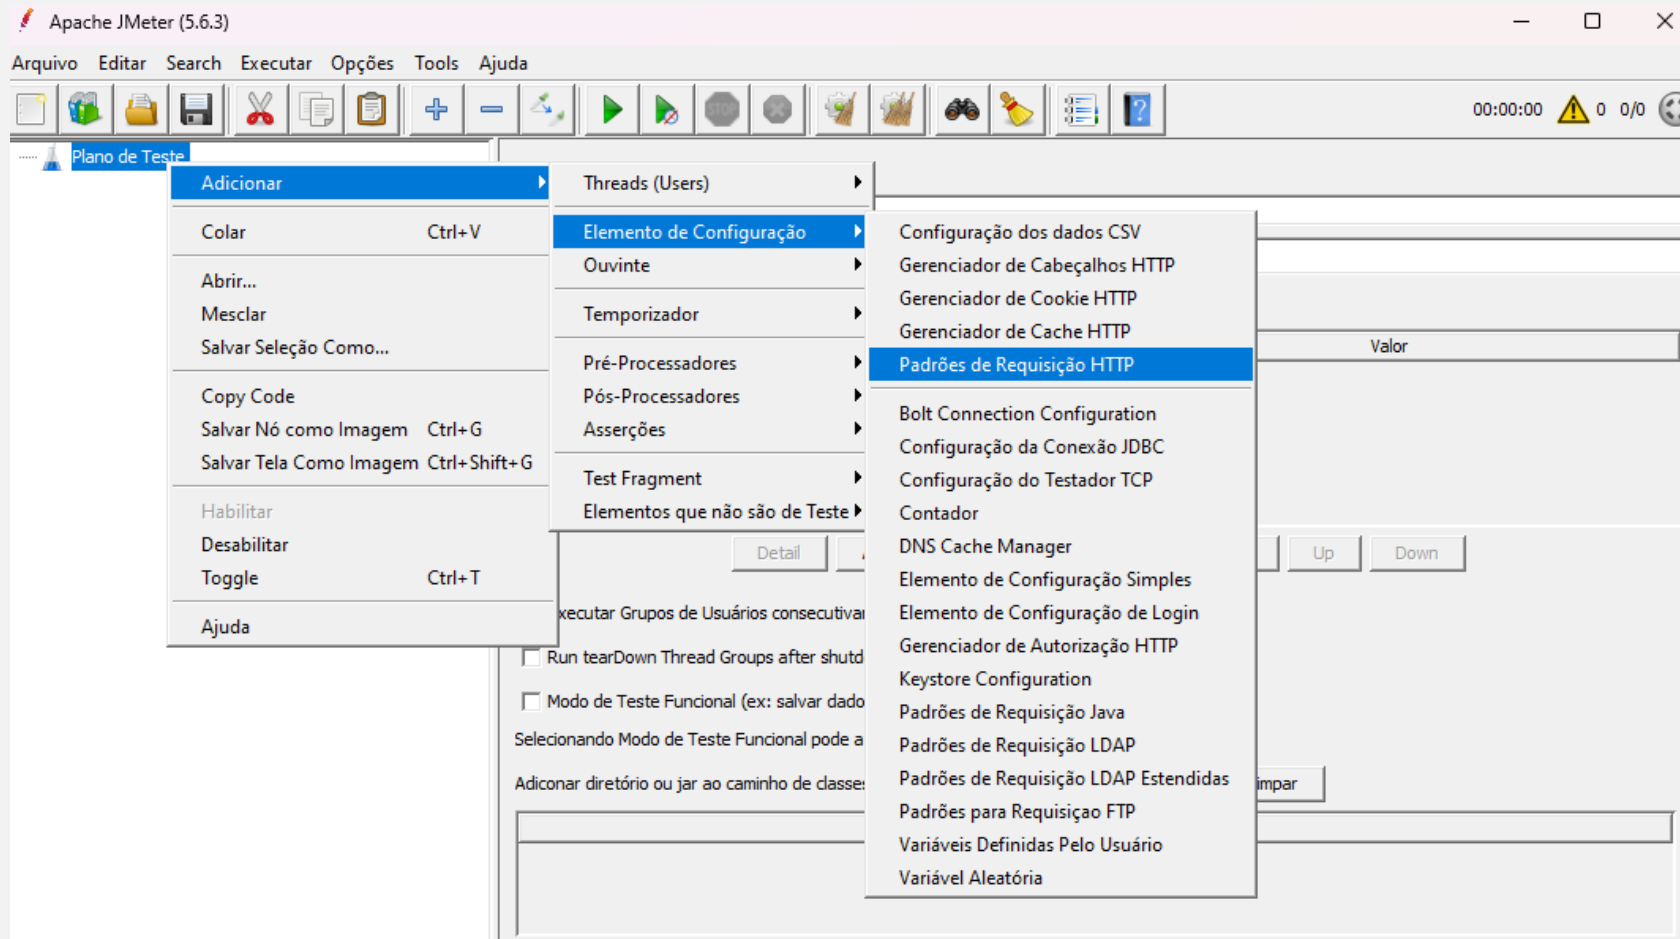 Apache JMeter (5.6.3)
Arquivo Editar Search Executar Opções Tools Ajuda
STOP
00:00:00 0 0/0
Plano de Teste
Adicionar
Colar Ctrl+V
Abrir...
Mesclar
Salvar Seleção Como...
Copy Code
Salvar Nó como Imagem Ctrl+G
Salvar Tela Como Imagem Ctrl+Shift+G
Habilitar
Desabilitar
Toggle Ctrl+T
Ajuda
Threads (Users)
Elemento de Configuração
Ouvinte
Temporizador
Pré-Processadores
Pós-Processadores
Asserções
Test Fragment
Elementos que não são de Teste
Configuração dos dados CSV
Gerenciador de Cabeçalhos HTTP
Gerenciador de Cookie HTTP
Gerenciador de Cache HTTP
Padrões de Requisição HTTP
Bolt Connection Configuration
Configuração da Conexão JDBC
Configuração do Testador TCP
Contador
DNS Cache Manager
Elemento de Configuração Simples
Elemento de Configuração de Login
Gerenciador de Autorização HTTP
Keystore Configuration
Padrões de Requisição Java
Padrões de Requisição LDAP
Padrões de Requisição LDAP Estendidas
Padrões para Requisiçao FTP
Variáveis Definidas Pelo Usuário
Variável Aleatória
Valor
Detail Up Down
xecutar Grupos de Usuários consecutivar
Run tearDown Thread Groups after shutd
Modo de Teste Funcional (ex: salvar dado
Selecionando Modo de Teste Funcional pode a
Adiconar diretório ou jar ao caminho de classe impar